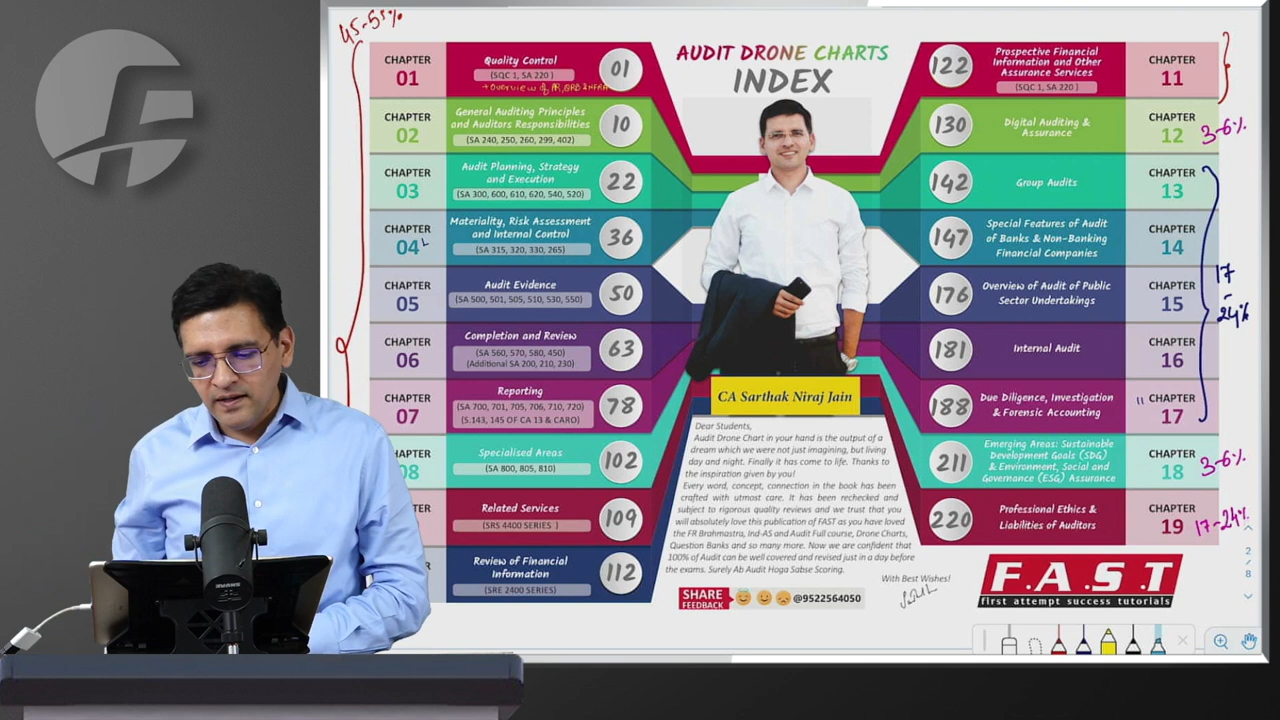 45-55%
AUDIT DRONE CHARTS
INDEX
CHAPTER
01
Quality Control
(SQC 1, SA 220 )
+ Overview of
01
CHAPTER
02
General Auditing Principles
and Auditors Responsibilities
(SA 240, 250, 260, 299, 402)
10
CHAPTER
03
Audit Planning, Strategy
and Execution
(SA 300, 600, 610, 620, 540, 520)
22
CHAPTER
04
Materiality, Risk Assessment
and Internal Control
(SA 315, 320, 330, 265)
36
CHAPTER
05
Audit Evidence
(SA 500, 501, 505, 510, 530, 550)
50
CHAPTER
06
Completion and Review
(SA 560, 570, 580, 450)
(Additional SA 200, 210, 230)
63
CHAPTER
07
Reporting
(SA 700, 701, 705, 706, 710, 720)
(S.143, 145 OF CA 13 & CARO)
78
08
Specialised Areas
(SA 800, 805, 810)
102
Related Services
(SRS 4400 SERIES )
109
Review of Financial
Information
(SRE 2400 SERIES)
112
122
Prospective Financial
Information and Other
Assurance Services
(SQC 1, SA 220 )
CHAPTER
11
130
Digital Auditing &
Assurance
CHAPTER
12
3-6%
142
Group Audits
CHAPTER
13
147
Special Features of Audit
of Banks & Non-Banking
Financial Companies
CHAPTER
14
176
Overview of Audit of Public
Sector Undertakings
CHAPTER
15
17
-
24%
181
Internal Audit
CHAPTER
16
188
Due Diligence, Investigation
& Forensic Accounting
CHAPTER
17
211
Emerging Areas: Sustainable
Development Goals (SDG)
& Environment, Social and
Governance (ESG) Assurance
CHAPTER
18
3-6%
220
Professional Ethics &
Liabilities of Auditors
CHAPTER
19
17-24%
CA Sarthak Niraj Jain
Dear Students,
Audit Drone Chart in your hand is the output of a
dream which we were not just imagining, but living
day and night. Finally it has come to life. Thanks to
the inspiration given by you!
Every word, concept, connection in the book has been
crafted with utmost care. It has been rechecked and
subject to rigorous quality reviews and we trust that you
will absolutely love this publication of FAST as you have loved
the FR Brahmastra, Ind-AS and Audit Full course, Drone Charts,
Question Banks and so many more. Now we are confident that
100% of Audit can be well covered and revised just in a day before
the exams. Surely Ab Audit Hoga Sabse Scoring.
With Best Wishes!
SHARE
FEEDBACK
@9522564050
F.A.S.T
first attempt success tutorials
2
/
8